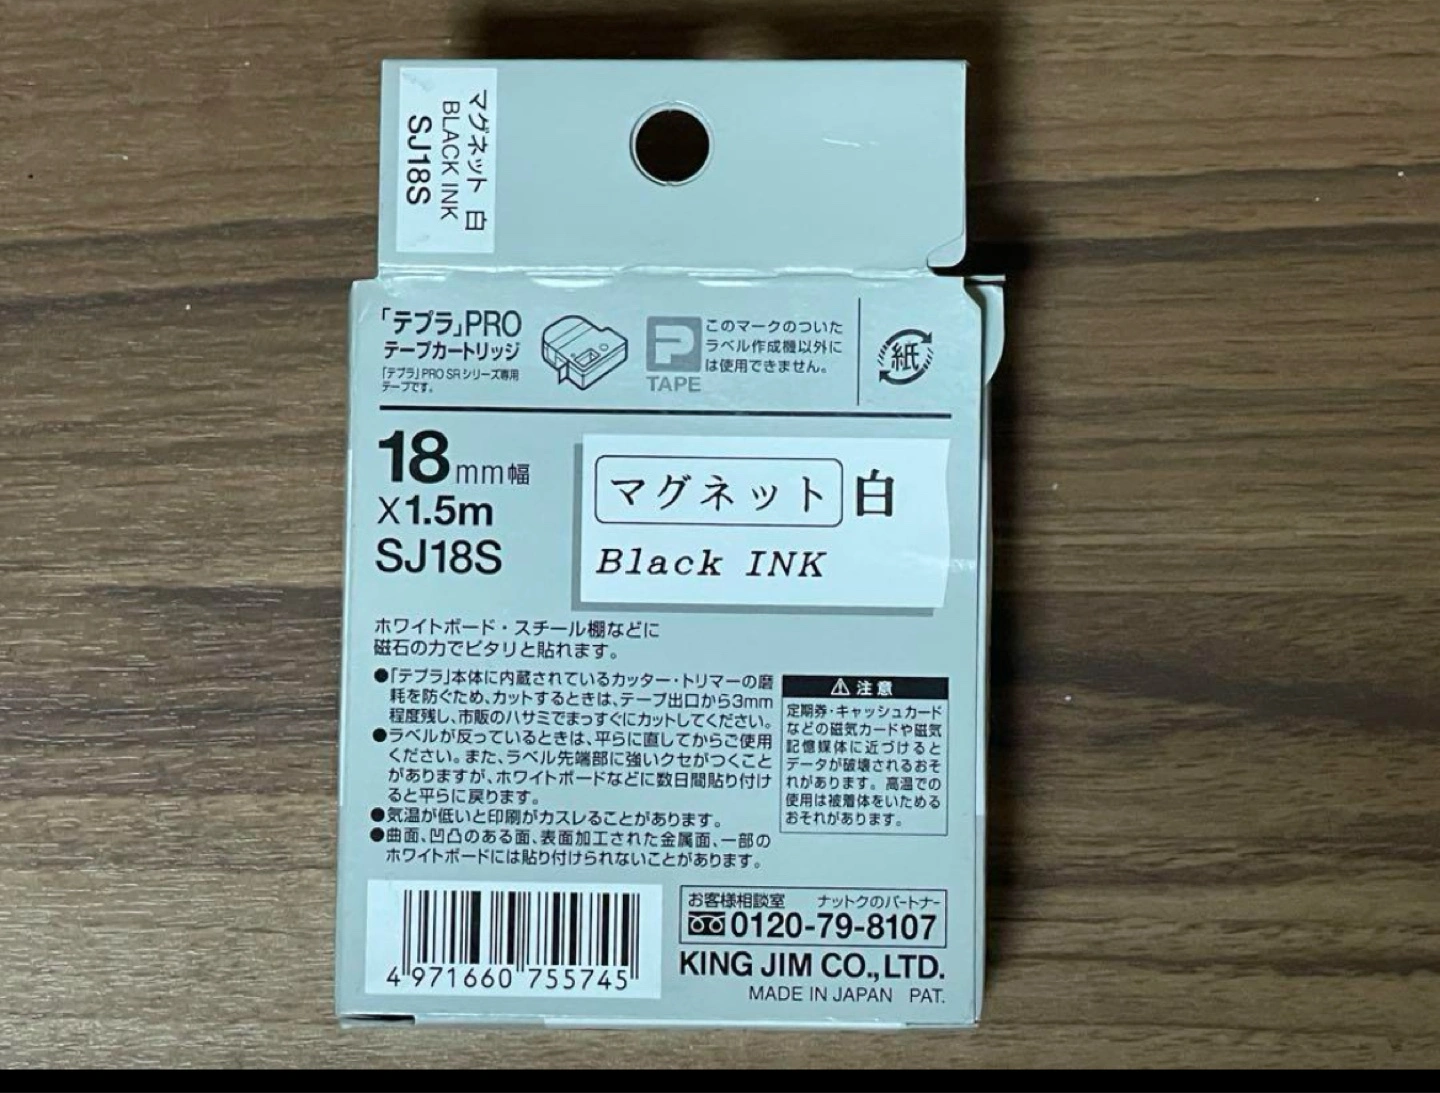 マグネット 白
BLACK INK
SJ18S
「テプラ」PRO
テープカートリッジ
「テプラ」PRO SRシリーズ専用
テープです。
TAPE
このマークのついた
ラベル作成機以外に
は使用できません。
紙
18mm幅
X1.5m
SJ18S
マグネット 白
Black INK
ホワイトボード・スチール棚などに
磁石の力でピタリと貼れます。
●「テプラ」本体に内蔵されているカッター・トリマーの磨
耗を防ぐため、カットするときは、テープ出口から3mm
程度残し、市販のハサミでまっすぐにカットしてください。
●ラベルが反っているときは、平らに直してからご使用
ください。また、ラベル先端部に強いクセがつくこと
がありますが、ホワイトボードなどに数日間貼り付け
ると平らに戻ります。
●気温が低いと印刷がカスレることがあります。
●曲面、凹凸のある面、表面加工された金属面、一部の
ホワイトボードには貼り付けられないことがあります。
⚠注意
定期券・キャッシュカード
などの磁気カードや磁気
記憶媒体に近づけると
データが破壊されるおそ
れがあります。高温での
使用は被着体をいためる
おそれがあります。
4971660755745
お客様相談室 ナットクのパートナー
0120-79-8107
KING JIM CO.,LTD.
MADE IN JAPAN PAT.